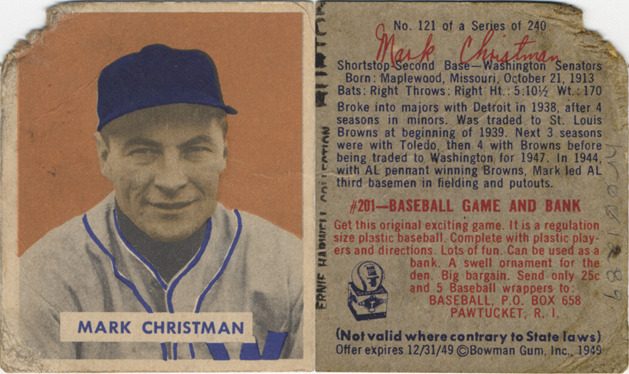 MARK CHRISTMAN
W
ERNIE HARWELL COLLECTION
No. 121 of a Series of 240
Mark Christman
Shortstop-Second Base—Washington Senators
Born: Maplewood, Missouri, October 21, 1913
Bats: Right Throws: Right Ht.: 5:10½ Wt.: 170
Broke into majors with Detroit in 1938, after 4
seasons in minors. Was traded to St. Louis
Browns at beginning of 1939. Next 3 seasons
were with Toledo, then 4 with Browns before
being traded to Washington for 1947. In 1944,
with AL pennant winning Browns, Mark led AL
third basemen in fielding and putouts.
#201—BASEBALL GAME AND BANK
Get this original exciting game. It is a regulation
size plastic baseball. Complete with plastic play-
ers and directions. Lots of fun. Can be used as a
bank. A swell ornament for the
den. Big bargain. Send only 25c
and 5 Baseball wrappers to:
BASEBALL, P.O. BOX 658
PAWTUCKET, R. I.
(Not valid where contrary to State laws)
Offer expires 12/31/49 ©Bowman Gum, Inc., 1949